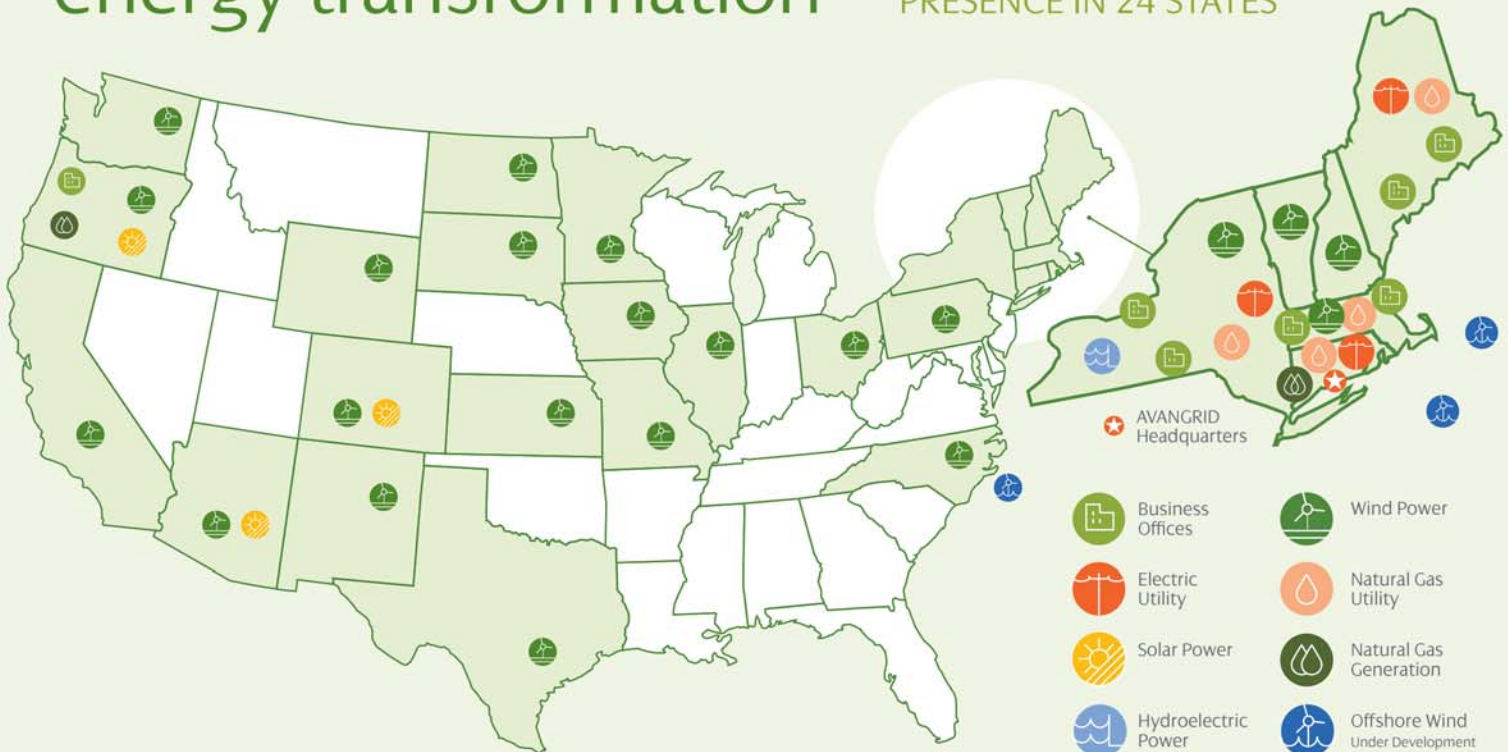 energy transformation
PRESENCE IN 24 STATES
AVANGRID
Headquarters
Business
Offices
Wind Power
Electric
Utility
Natural Gas
Utility
Solar Power
Natural Gas
Generation
Hydroelectric
Power
Offshore Wind
Under Development